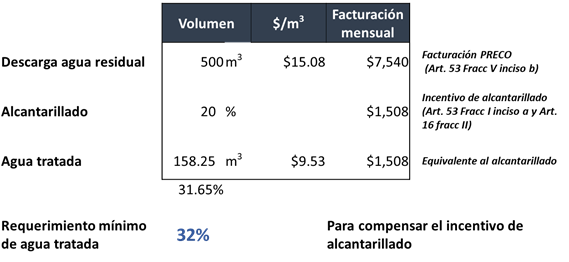 Volumen $/m³ Facturación mensual
Descarga agua residual 500 m³ $15.08 $7,540 Facturación PRECO (Art. 53 Fracc V inciso b)
Alcantarillado 20 % $1,508 Incentivo de alcantarillado (Art. 53 Fracc I inciso a y Art. 16 fracc II)
Agua tratada 158.25 m³ $9.53 $1,508 Equivalente al alcantarillado
31.65%
Requerimiento mínimo de agua tratada 32% Para compensar el incentivo de alcantarillado